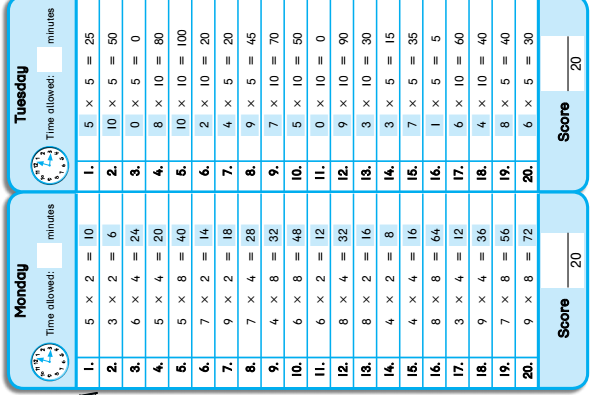 Monday
Time allowed: minutes
1. 5 × 2 = 10
2. 3 × 2 = 6
3. 6 × 4 = 24
4. 5 × 4 = 20
5. 5 × 8 = 40
6. 7 × 2 = 14
7. 9 × 2 = 18
8. 7 × 4 = 28
9. 4 × 8 = 32
10. 6 × 8 = 48
11. 6 × 2 = 12
12. 8 × 4 = 32
13. 8 × 2 = 16
14. 4 × 2 = 8
15. 4 × 4 = 16
16. 8 × 8 = 64
17. 3 × 4 = 12
18. 9 × 4 = 36
19. 7 × 8 = 56
20. 9 × 8 = 72
Score 20
Tuesday
Time allowed: minutes
1. 5 × 5 = 25
2. 10 × 5 = 50
3. 0 × 5 = 0
4. 8 × 10 = 80
5. 10 × 10 = 100
6. 2 × 10 = 20
7. 4 × 5 = 20
8. 9 × 5 = 45
9. 7 × 10 = 70
10. 5 × 10 = 50
11. 0 × 10 = 0
12. 9 × 10 = 90
13. 3 × 10 = 30
14. 3 × 5 = 15
15. 7 × 5 = 35
16. 1 × 5 = 5
17. 6 × 10 = 60
18. 4 × 10 = 40
19. 8 × 5 = 40
20. 6 × 5 = 30
Score 20